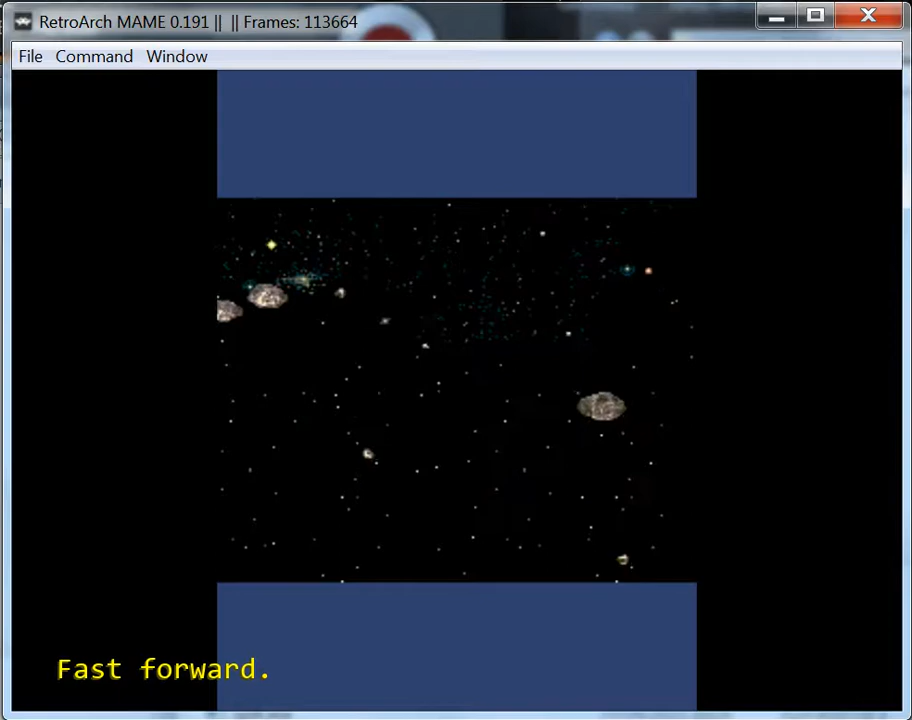 RetroArch MAME 0.191 || || Frames: 113664
File Command Window
Fast forward.